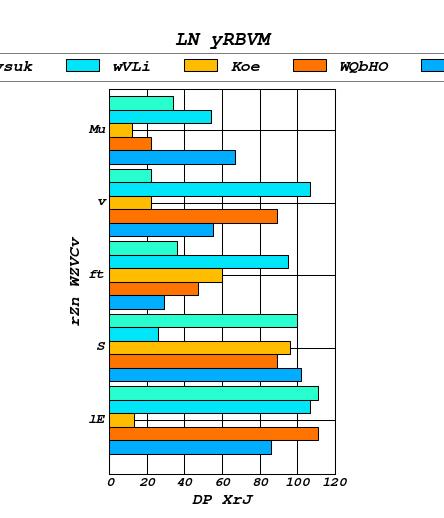 LN yRBVM
wVLi Koe WQbHO
Mu
v
ft
S
lE
rZn WZVCv
0 20 40 60 80 100 120
DP XrJ